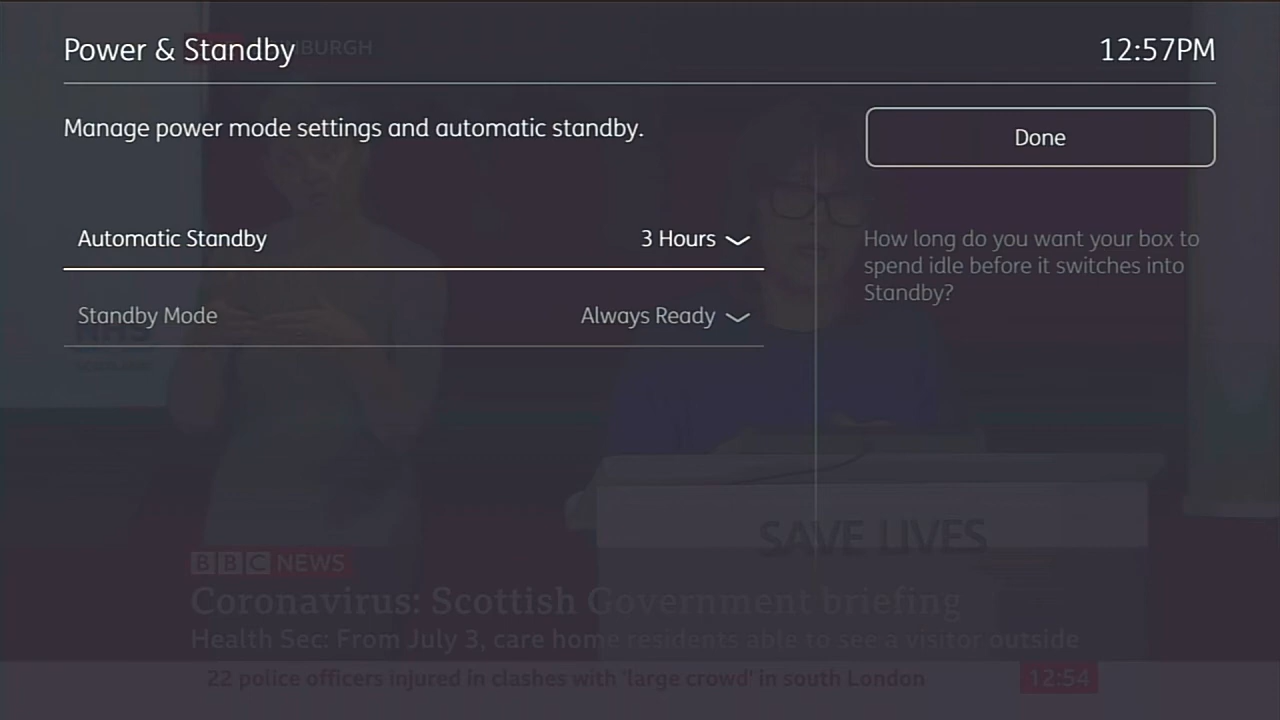 Power & Standby
INBURGH
12:57PM
Manage power mode settings and automatic standby.
Done
Automatic Standby
3 Hours
How long do you want your box to
spend idle before it switches into
Standby?
Standby Mode
Always Ready
NHS
SAVE LIVES
BBC NEWS
Coronavirus: Scottish Government briefing
Health Sec: From July 3, care home residents able to see a visitor outside
22 police officers injured in clashes with 'large crowd' in south London
12:54